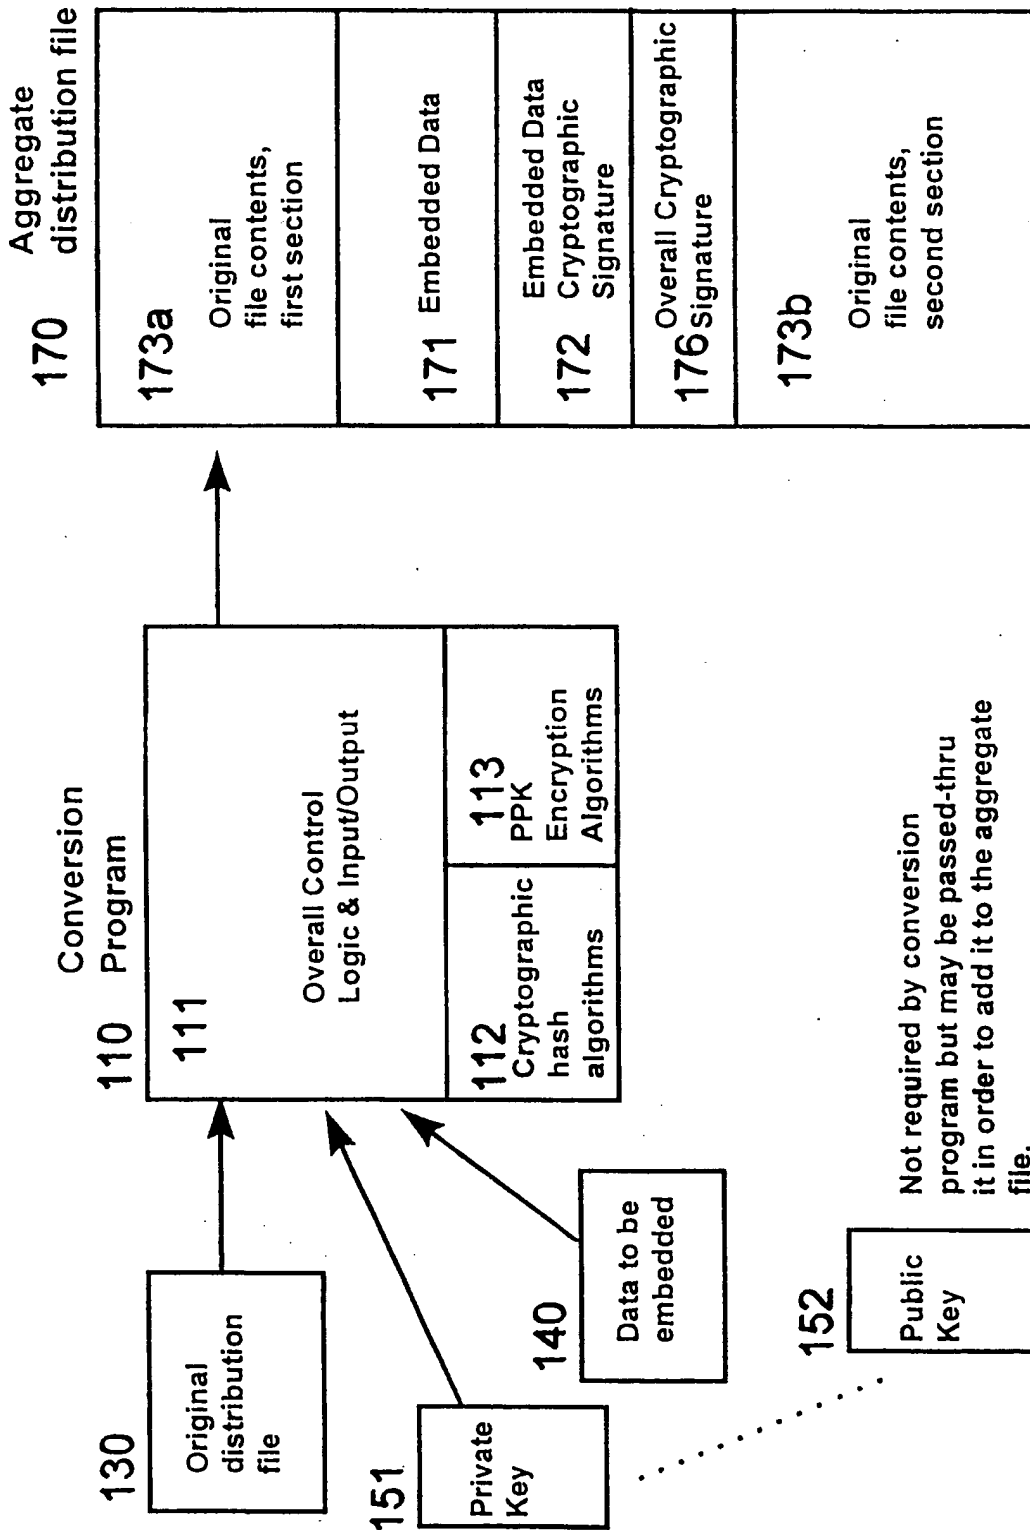 130
Original
distribution
file
151
Private
Key
140
Data to be
embedded
152
Public
Key
Not required by conversion
program but may be passed-thru
it in order to add it to the aggregate
file.
Conversion
110 Program
111
Overall Control
Logic & Input/Output
112
Cryptographic
hash
algorithms
113
PPK
Encryption
Algorithms
Aggregate
170 distribution file
173a
Original
file contents,
first section
171 Embedded Data
Embedded Data
172 Cryptographic
Signature
Overall Cryptographic
176 Signature
173b
Original
file contents,
second section